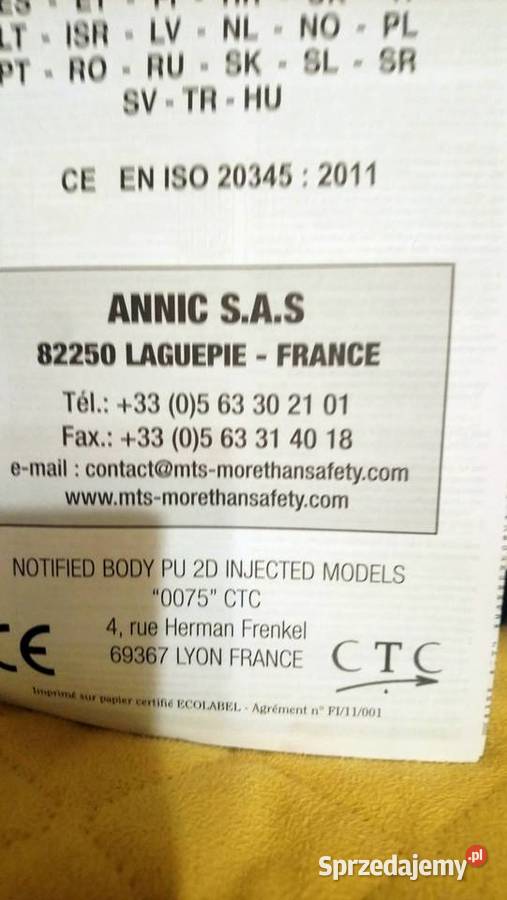 LT - ISR - LV - NL - NO - PL
PT - RO - RU - SK - SL - SR
SV - TR - HU
CE EN ISO 20345 : 2011
ANNIC S.A.S
82250 LAGUEPIE - FRANCE
Tél.: +33 (0)5 63 30 21 01
Fax.: +33 (0)5 63 31 40 18
e-mail : contact@mts-morethansafety.com
www.mts-morethansafety.com
NOTIFIED BODY PU 2D INJECTED MODELS
"0075" CTC
4, rue Herman Frenkel
69367 LYON FRANCE
CE
CTC
Imprimé sur papier certifié ECOLABEL - Agrément n° FI/11/001
Sprzedajemy.pl